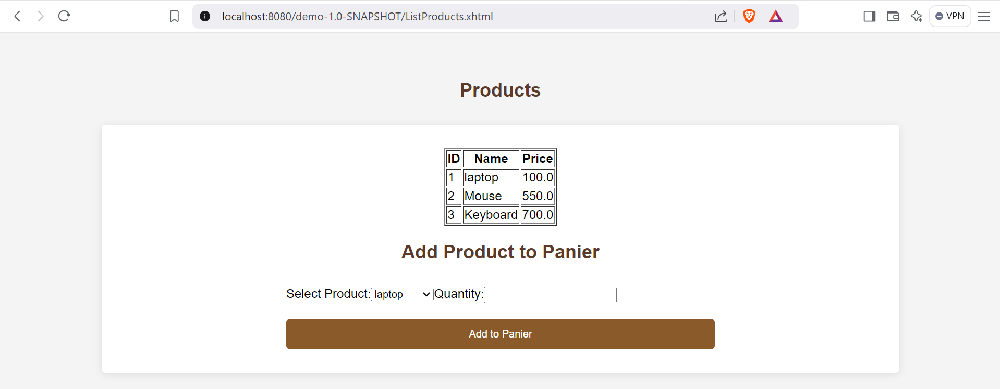 localhost:8080/demo-1.0-SNAPSHOT/ListProducts.xhtml VPN
Products
ID Name Price
1 laptop 100.0
2 Mouse 550.0
3 Keyboard 700.0
Add Product to Panier
Select Product: laptop Quantity:
Add to Panier